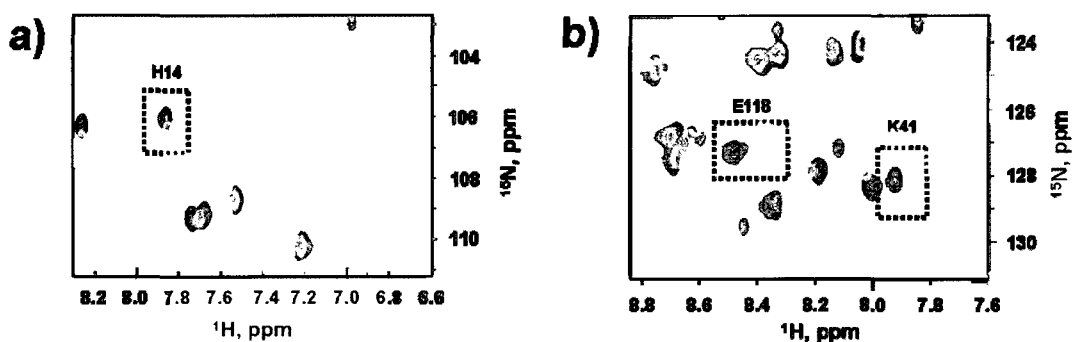 a)
H14
104
106
108
110
¹⁵N, ppm
8.2 8.0 7.8 7.6 7.4 7.2 7.0 6.8 6.6
¹H, ppm
b)
E118
K41
124
126
128
130
¹⁵N, ppm
8.8 8.6 8.4 8.2 8.0 7.8 7.6
¹H, ppm